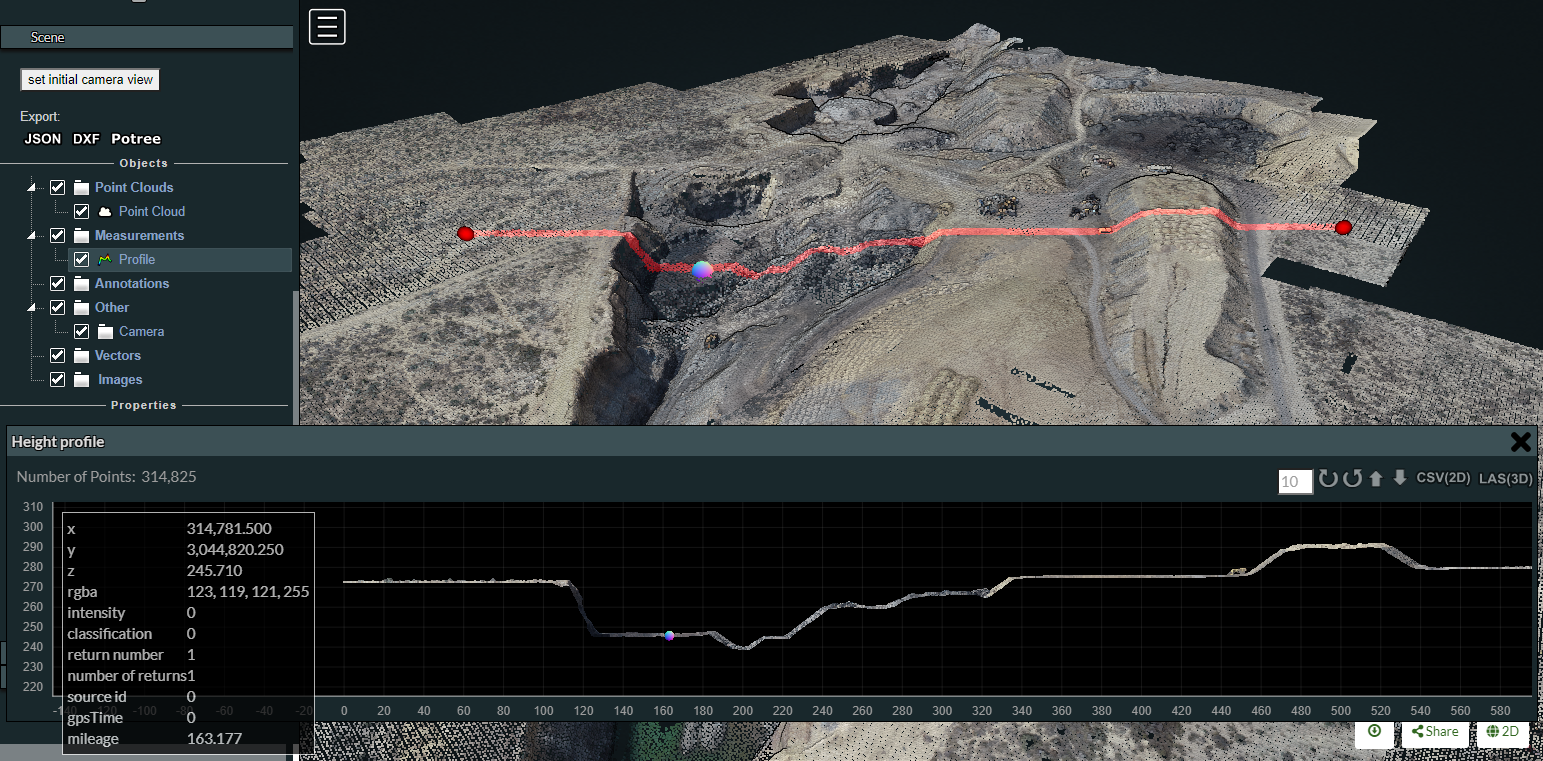 Scene
set initial camera view
Export:
JSON DXF Potree
Objects
Point Clouds
Point Cloud
Measurements
Profile
Annotations
Other
Camera
Vectors
Images
Properties
Height profile
Number of Points: 314,825
10 CSV(2D) LAS(3D)
310
300
290
280
270
260
250
240
230
220
x 314,781.500
y 3,044,820.250
z 245.710
rgba 123, 119, 121, 255
intensity 0
classification 0
return number 1
number of returns 1
source id 0
gpsTime 0
mileage 163.177
-140 -100 -60 -40 -20 0 20 40 60 80 100 120 140 160 180 200 220 240 260 280 300 320 340 360 380 400 420 440 460 480 500 520 540 560 580
Share 2D